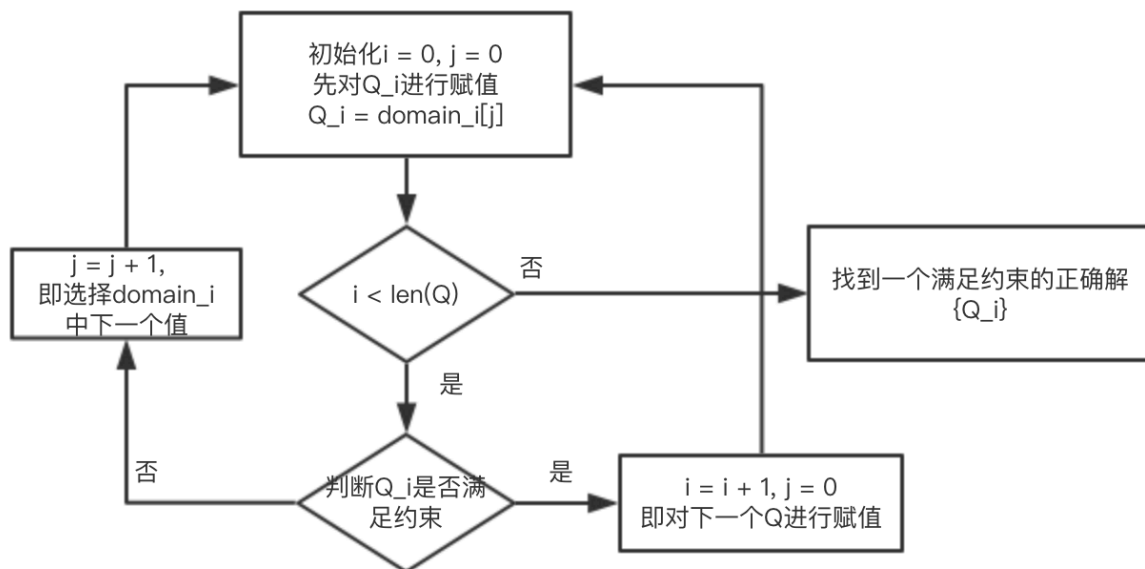 初始化i = 0, j = 0
先对Q_i进行赋值
Q_i = domain_i[j]
j = j + 1,
即选择domain_i
中下一个值
i < len(Q)
否
找到一个满足约束的正确解
{Q_i}
是
否
判断Q_i是否满
足约束
是
i = i + 1, j = 0
即对下一个Q进行赋值